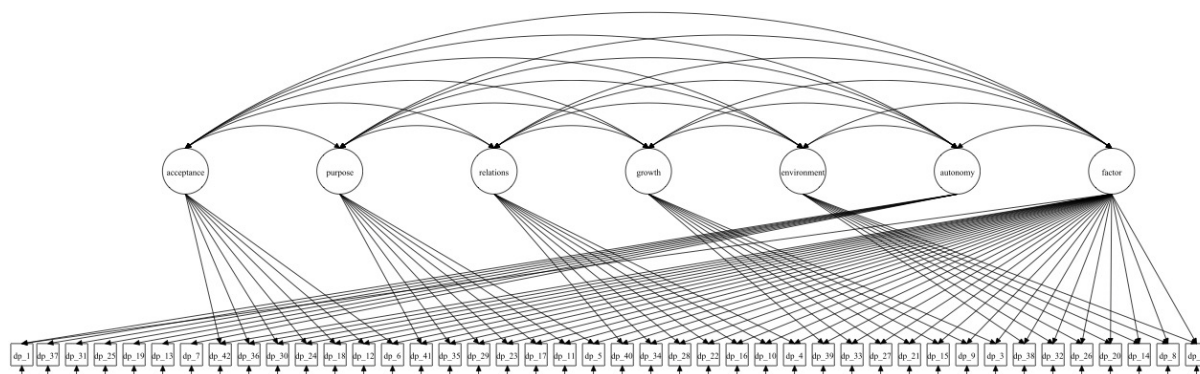 acceptance purpose relations growth environment autonomy factor
dp_1 dp_37 dp_31 dp_25 dp_19 dp_13 dp_7 dp_42 dp_36 dp_30 dp_24 dp_18 dp_12 dp_6 dp_41 dp_35 dp_29 dp_23 dp_17 dp_11 dp_5 dp_40 dp_34 dp_28 dp_22 dp_16 dp_10 dp_4 dp_39 dp_33 dp_27 dp_21 dp_15 dp_9 dp_3 dp_38 dp_32 dp_26 dp_20 dp_14 dp_8